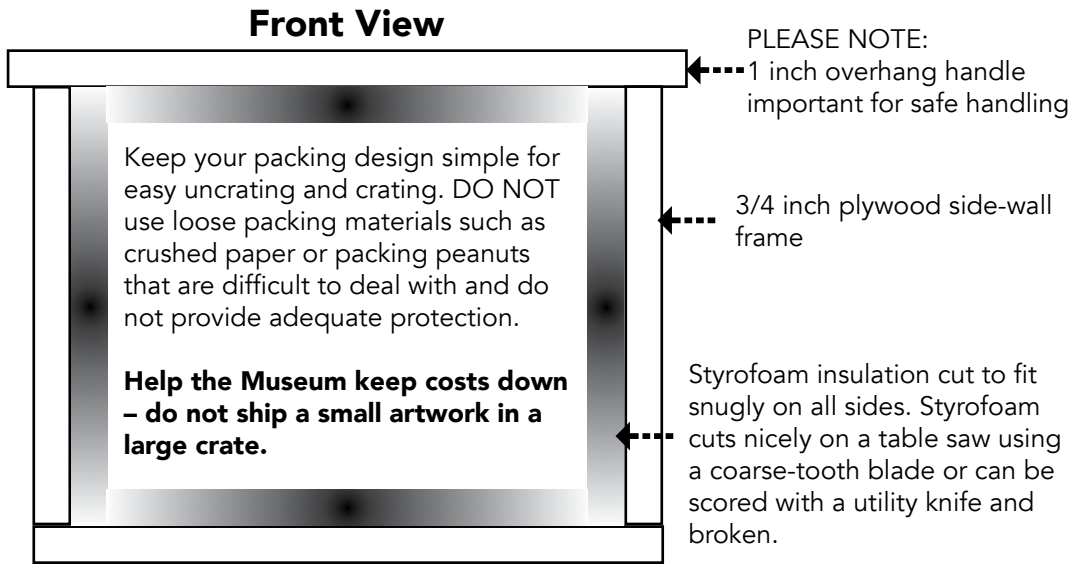 Front View
PLEASE NOTE:
1 inch overhang handle
important for safe handling
Keep your packing design simple for
easy uncrating and crating. DO NOT
use loose packing materials such as
crushed paper or packing peanuts
that are difficult to deal with and do
not provide adequate protection.
Help the Museum keep costs down
– do not ship a small artwork in a
large crate.
3/4 inch plywood side-wall
frame
Styrofoam insulation cut to fit
snugly on all sides. Styrofoam
cuts nicely on a table saw using
a coarse-tooth blade or can be
scored with a utility knife and
broken.